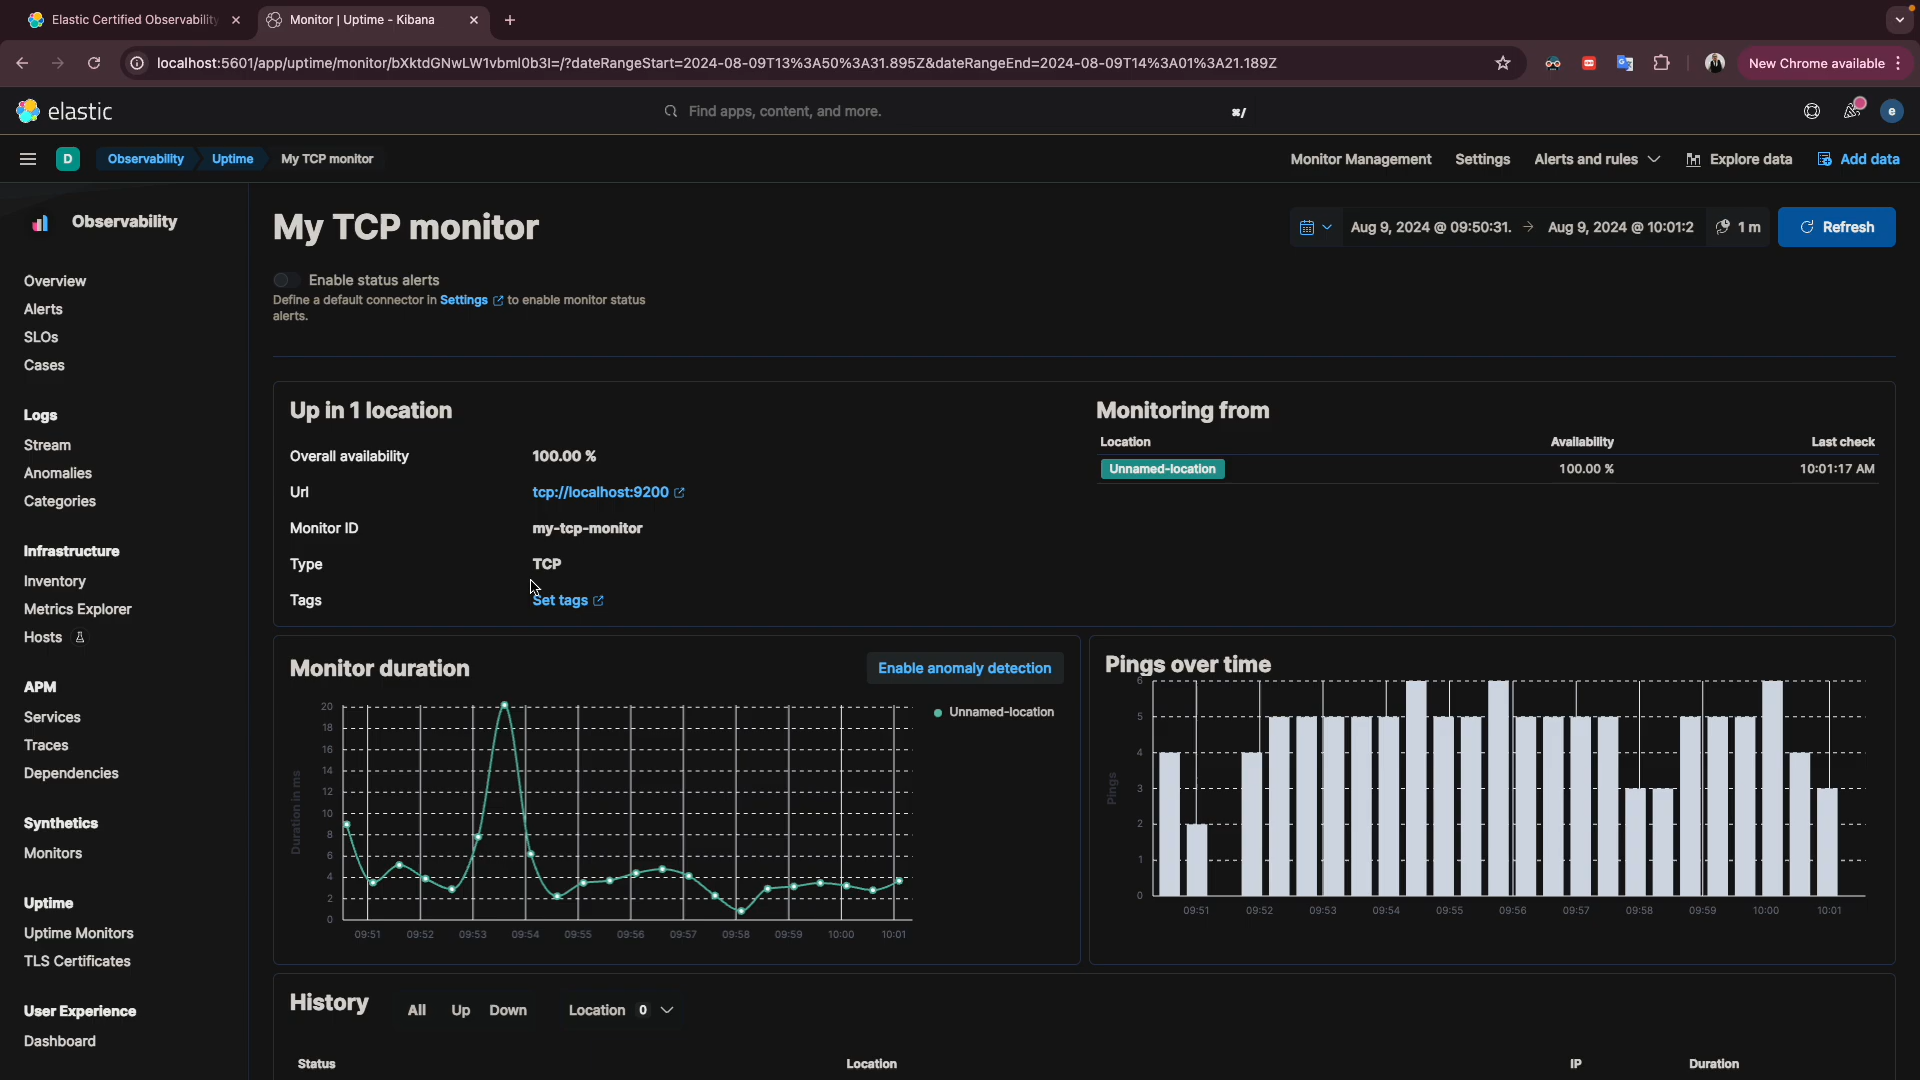 Elastic Certified Observability
Monitor | Uptime - Kibana
localhost:5601/app/uptime/monitor/bXktdGNwLW1vbml0b3I=/?dateRangeStart=2024-08-09T13%3A50%3A31.895Z&dateRangeEnd=2024-08-09T14%3A01%3A21.189Z
New Chrome available
elastic
Find apps, content, and more.
⌘/
e
D
Observability
Uptime
My TCP monitor
Monitor Management
Settings
Alerts and rules
Explore data
Add data
Observability
Overview
Alerts
SLOs
Cases
Logs
Stream
Anomalies
Categories
Infrastructure
Inventory
Metrics Explorer
Hosts
APM
Services
Traces
Dependencies
Synthetics
Monitors
Uptime
Uptime Monitors
TLS Certificates
User Experience
Dashboard
My TCP monitor
Aug 9, 2024 @ 09:50:31.
→
Aug 9, 2024 @ 10:01:2
1 m
Refresh
Enable status alerts
Define a default connector in Settings to enable monitor status
alerts.
Up in 1 location
Overall availability 100.00 %
Url tcp://localhost:9200
Monitor ID my-tcp-monitor
Type TCP
Tags Set tags
Monitoring from
Location Availability Last check
Unnamed-location 100.00 % 10:01:17 AM
Monitor duration
Enable anomaly detection
Unnamed-location
Duration in ms
20
18
16
14
12
10
8
6
4
2
0
09:51 09:52 09:53 09:54 09:55 09:56 09:57 09:58 09:59 10:00 10:01
Pings over time
Pings
6
5
4
3
2
1
0
09:51 09:52 09:53 09:54 09:55 09:56 09:57 09:58 09:59 10:00 10:01
History
All Up Down
Location 0
Status Location IP Duration